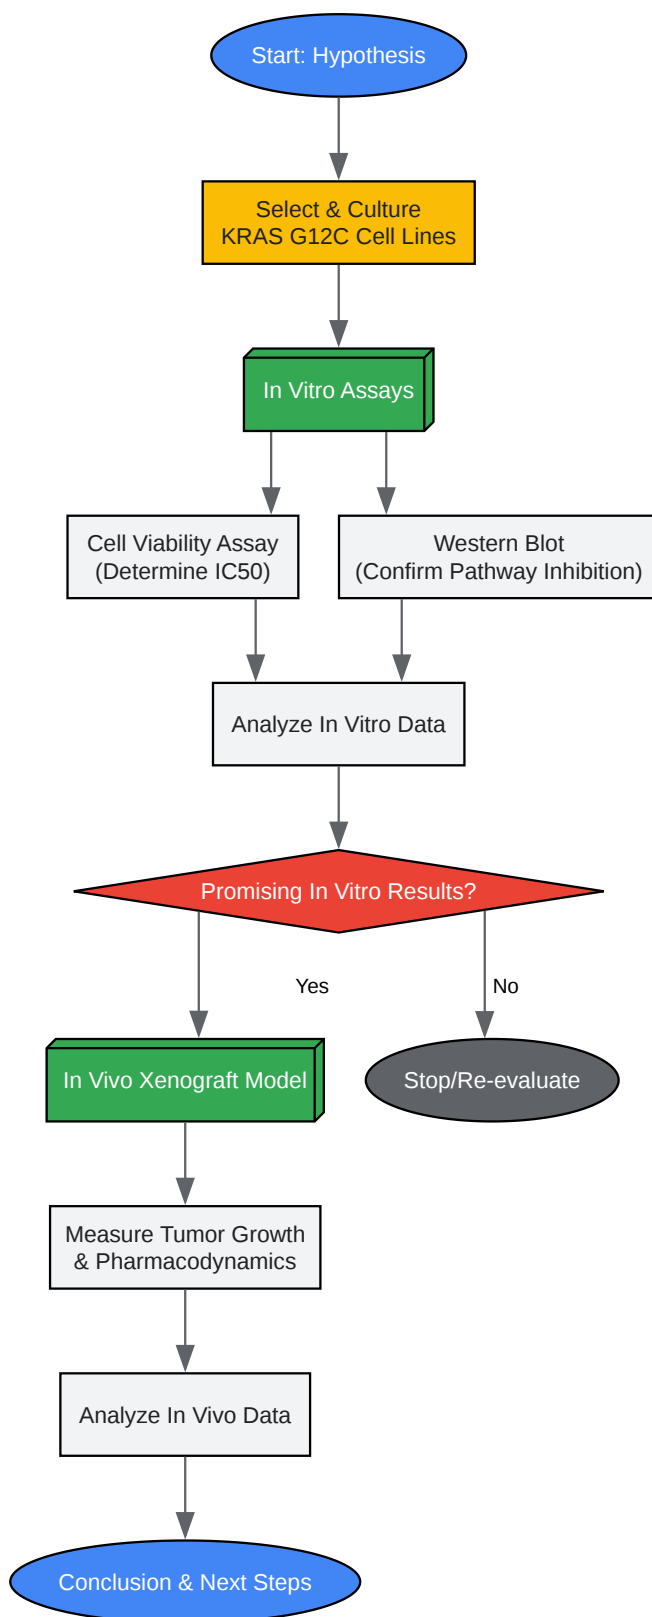 Start: Hypothesis
Select & Culture
KRAS G12C Cell Lines
In Vitro Assays
Cell Viability Assay
(Determine IC50)
Western Blot
(Confirm Pathway Inhibition)
Analyze In Vitro Data
Promising In Vitro Results?
Yes
No
In Vivo Xenograft Model
Stop/Re-evaluate
Measure Tumor Growth
& Pharmacodynamics
Analyze In Vivo Data
Conclusion & Next Steps